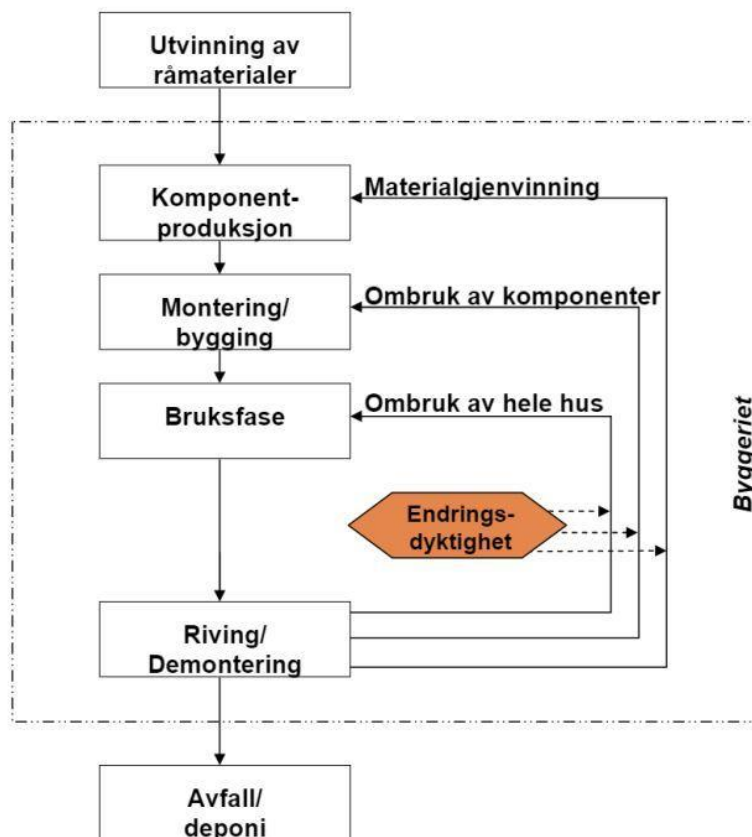 Utvinning av
råmaterialer
Komponent-
produksjon
Materialgjenvinning
Montering/
bygging
Ombruk av komponenter
Bruksfase
Ombruk av hele hus
Byggeriet
Endrings-
dyktighet
Riving/
Demontering
Avfall/
deponi